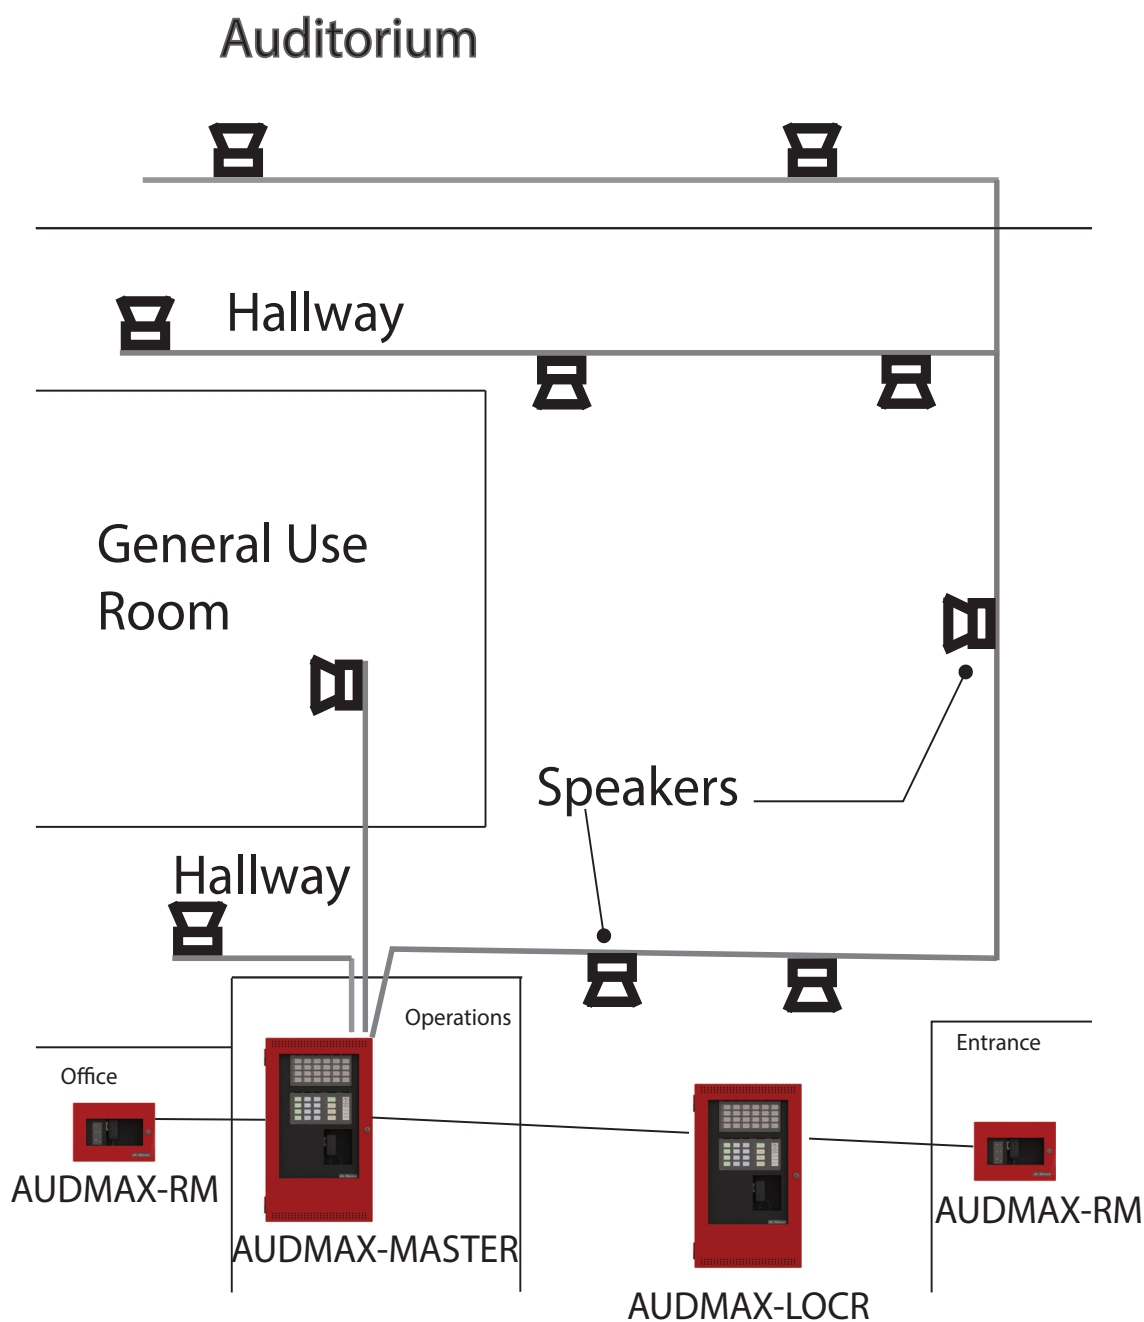 Auditorium
Hallway
General Use
Room
Speakers
Hallway
Operations
Entrance
Office
AUDMAX-RM
AUDMAX-MASTER
AUDMAX-RM
AUDMAX-LOCR